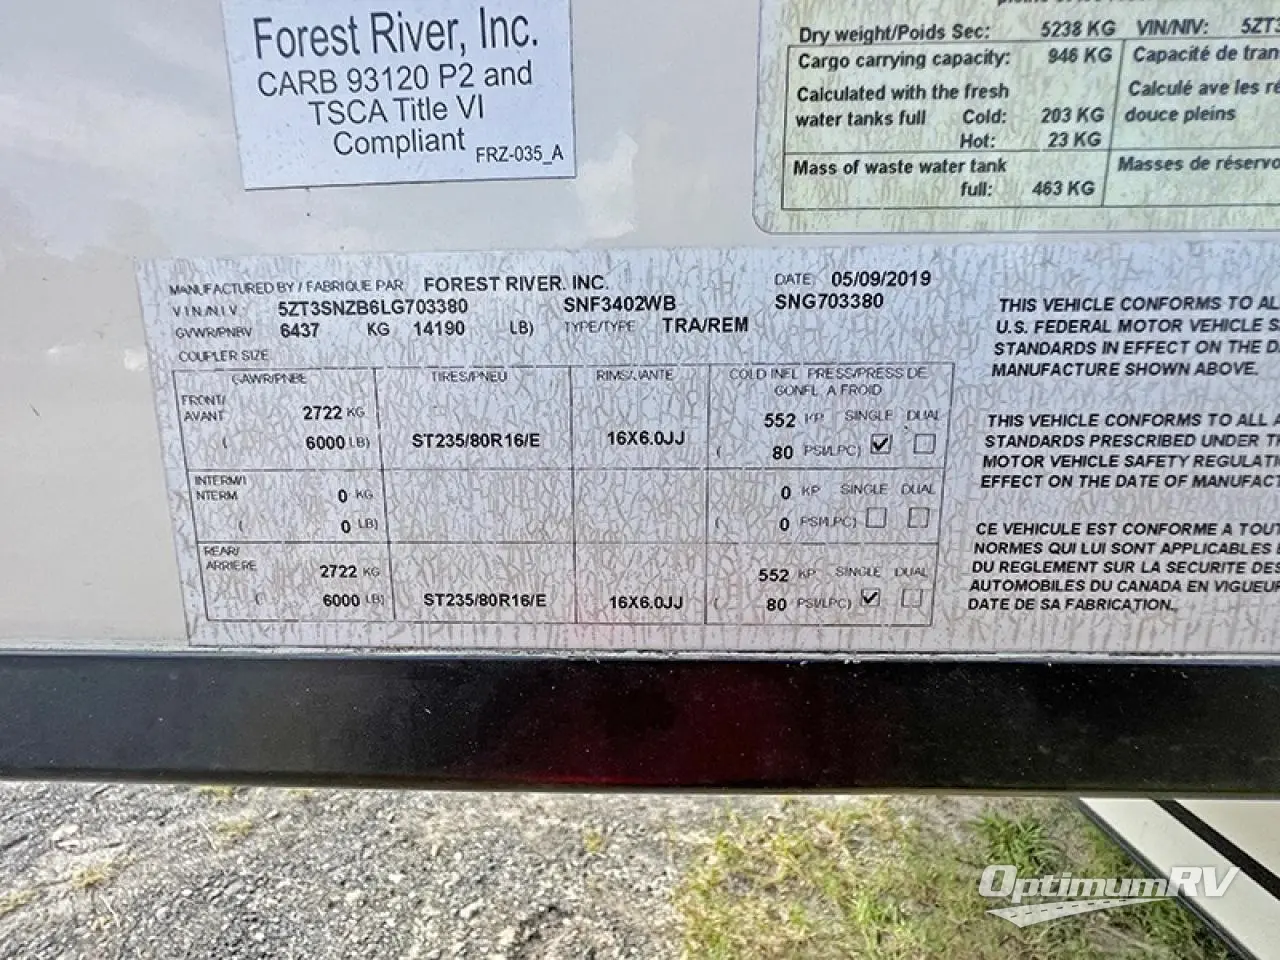 Forest River, Inc.
CARB 93120 P2 and
TSCA Title VI
Compliant
FRZ-035_A
Dry weight/Poids Sec: 5238 KG VIN/NIV: 5ZT3
Cargo carrying capacity: 946 KG Capacité de tran
Calculated with the fresh Calculé ave les ré
water tanks full Cold: 203 KG douce pleins
Hot: 23 KG
Mass of waste water tank Masses de réservo
full: 463 KG
MANUFACTURED BY / FABRIQUE PAR FOREST RIVER, INC. DATE 05/09/2019
V I N / N I V : 5ZT3SNZB6LG703380 SNF3402WB SNG703380
GVWR/PNBV 6437 KG 14190 LB) TYPE/TYPE TRA/REM
COUPLER SIZE
GAWR/PNBE TIRES/PNEU RIMS/JANTE COLD INFL. PRESS/PRESS DE
GONFL. A FROID
FRONT/
AVANT 2722 KG 552 KP SINGLE DUAL
( 6000 LB) ST235/80R16/E 16X6.0JJ ( 80 PSI/LPC)
INTERM/I
NTERM 0 KG 0 KP SINGLE DUAL
( 0 LB) ( 0 PSI/LPC)
REAR/
ARRIERE 2722 KG 552 KP SINGLE DUAL
( 6000 LB) ST235/80R16/E 16X6.0JJ ( 80 PSI/LPC)
THIS VEHICLE CONFORMS TO AL
U.S. FEDERAL MOTOR VEHICLE S
STANDARDS IN EFFECT ON THE D
MANUFACTURE SHOWN ABOVE.
THIS VEHICLE CONFORMS TO ALL A
STANDARDS PRESCRIBED UNDER TH
MOTOR VEHICLE SAFETY REGULATI
EFFECT ON THE DATE OF MANUFACT
CE VEHICULE EST CONFORME A TOUT
NORMES QUI LUI SONT APPLICABLES
DU REGLEMENT SUR LA SECURITE DES
AUTOMOBILES DU CANADA EN VIGUEUR
DATE DE SA FABRICATION.
OptimumRV